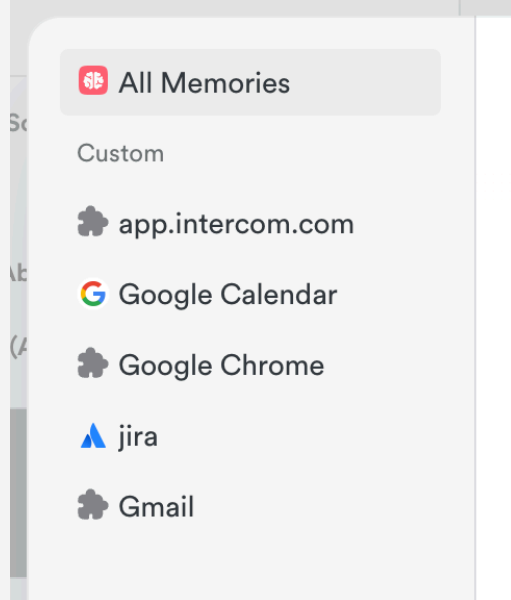 All Memories
Custom
app.intercom.com
Google Calendar
Google Chrome
jira
Gmail